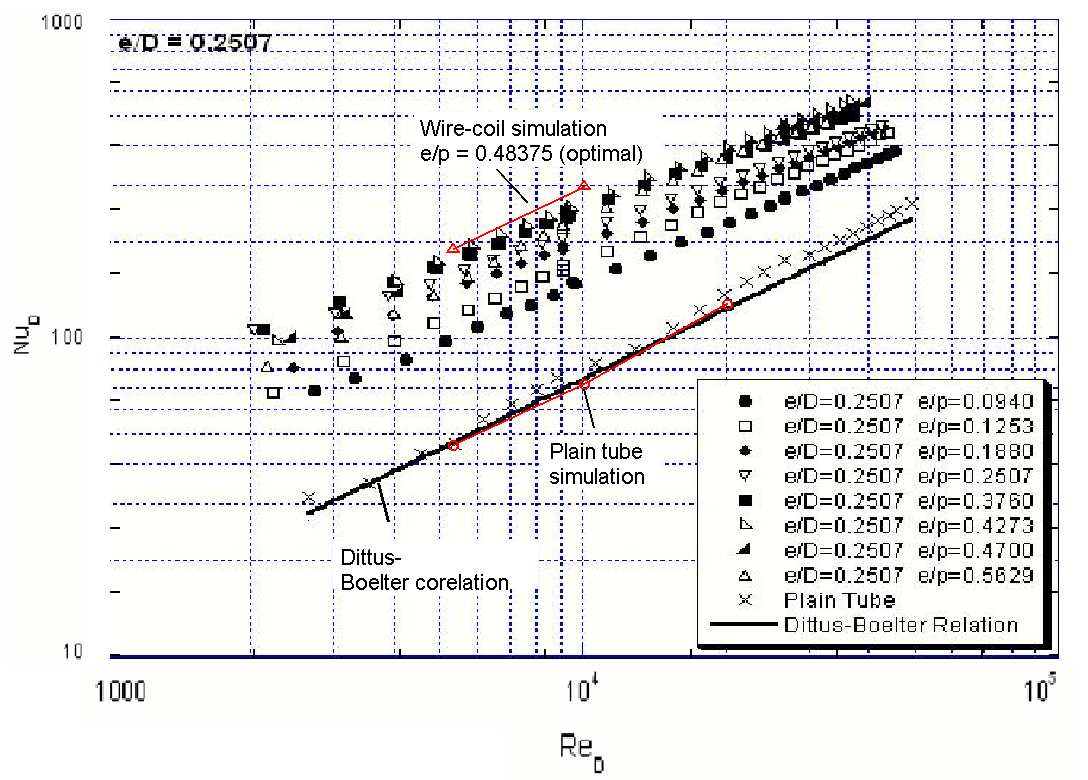 1000
e/D = 0.2507
Wire-coil simulation
e/p = 0.48375 (optimal)
Nu_D
100
e/D=0.2507 e/p=0.0940
e/D=0.2507 e/p=0.1253
e/D=0.2507 e/p=0.1880
e/D=0.2507 e/p=0.2507
e/D=0.2507 e/p=0.3760
e/D=0.2507 e/p=0.4273
e/D=0.2507 e/p=0.4700
e/D=0.2507 e/p=0.5629
Plain Tube
Dittus-Boelter Relation
Plain tube
simulation
Dittus-
Boelter corelation
10
1000 10^4 10^5
Re_D